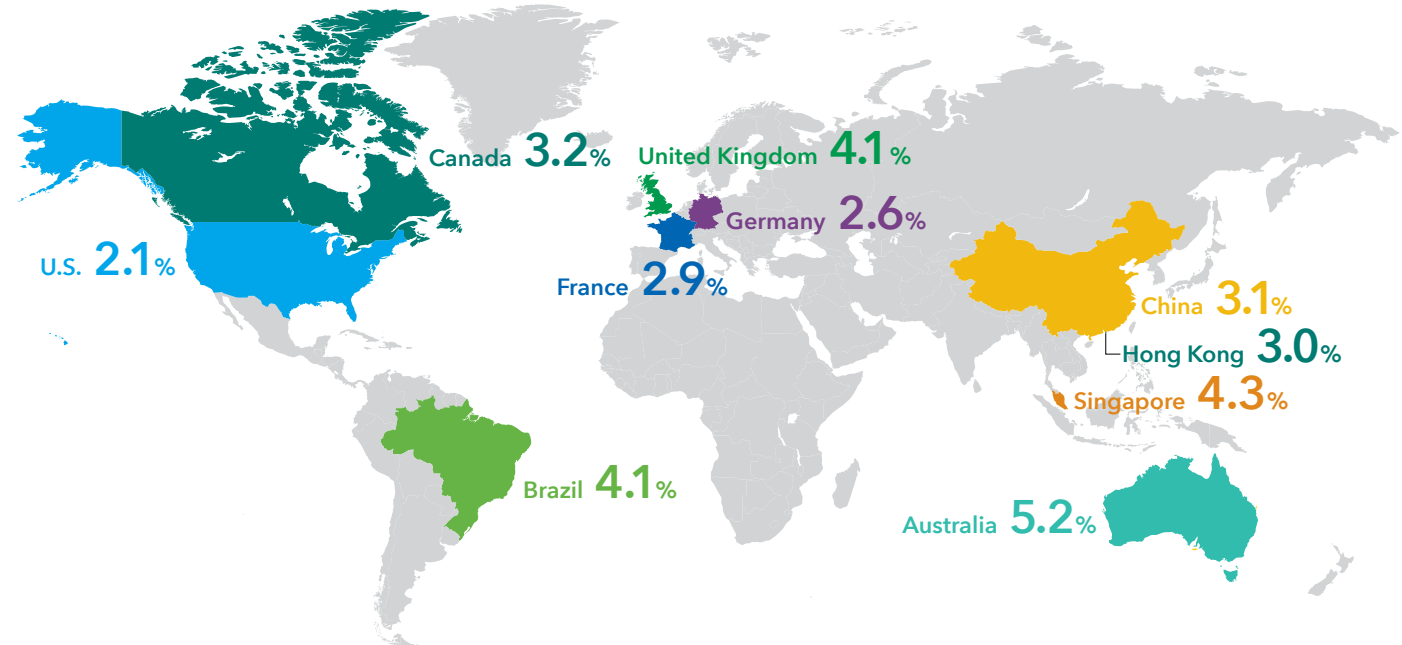 Canada 3.2%
United Kingdom 4.1%
Germany 2.6%
U.S. 2.1%
France 2.9%
China 3.1%
Hong Kong 3.0%
Singapore 4.3%
Brazil 4.1%
Australia 5.2%